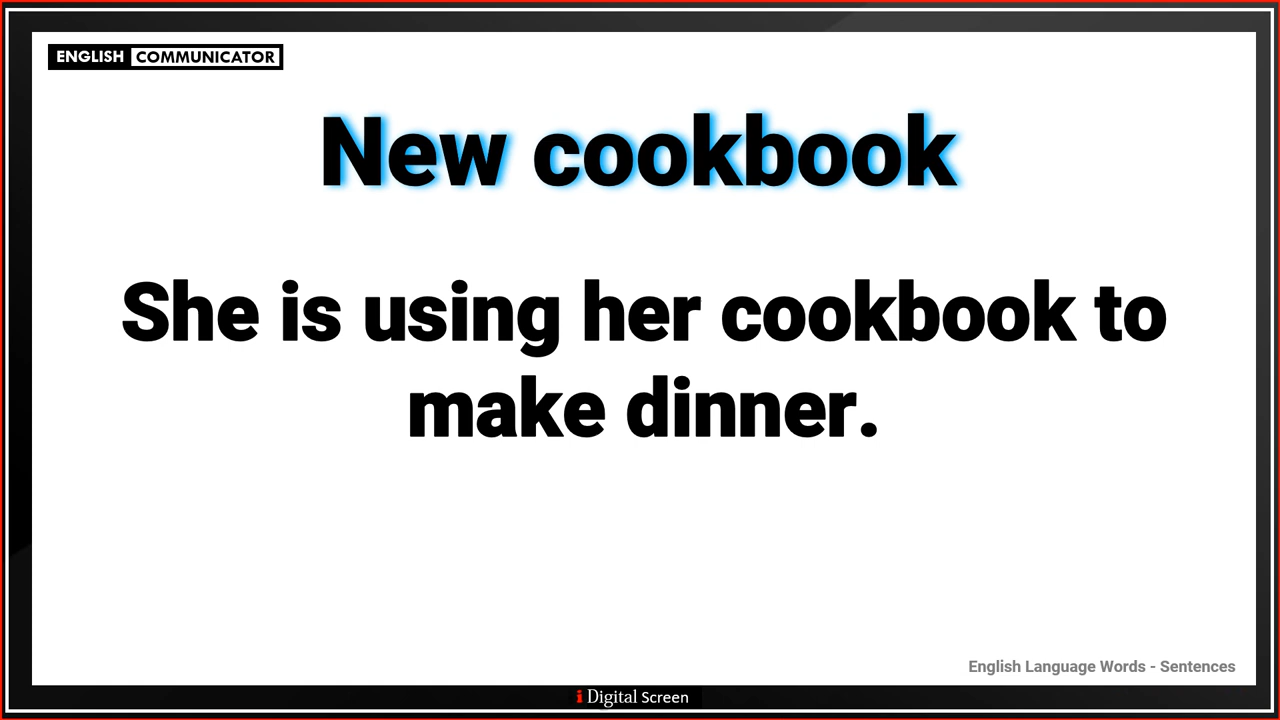 ENGLISH COMMUNICATOR
New cookbook
She is using her cookbook to
make dinner.
English Language Words - Sentences
i Digital Screen